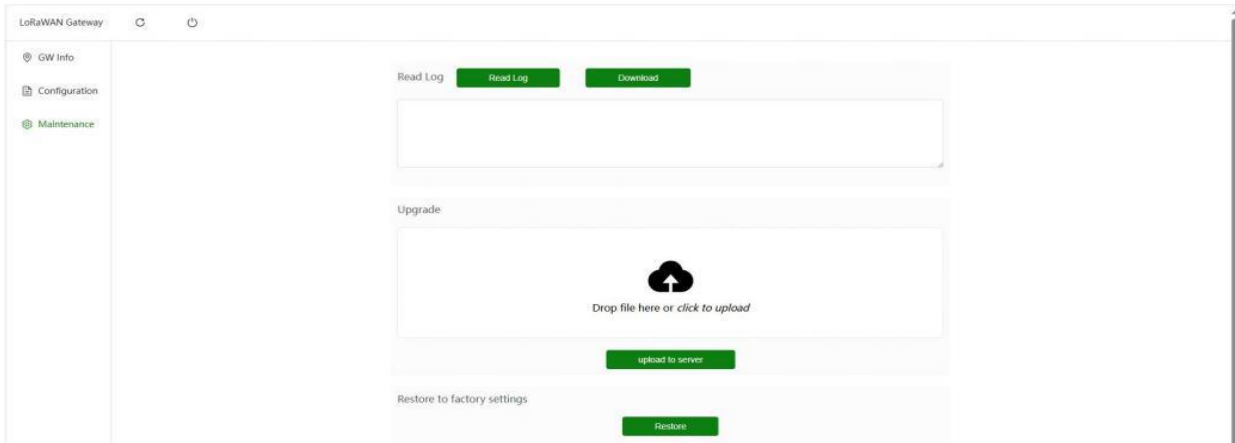 LoRaWAN Gateway
GW Info
Configuration
Maintenance
Read Log Read Log Download
Upgrade
Drop file here or click to upload
upload to server
Restore to factory settings
Restore